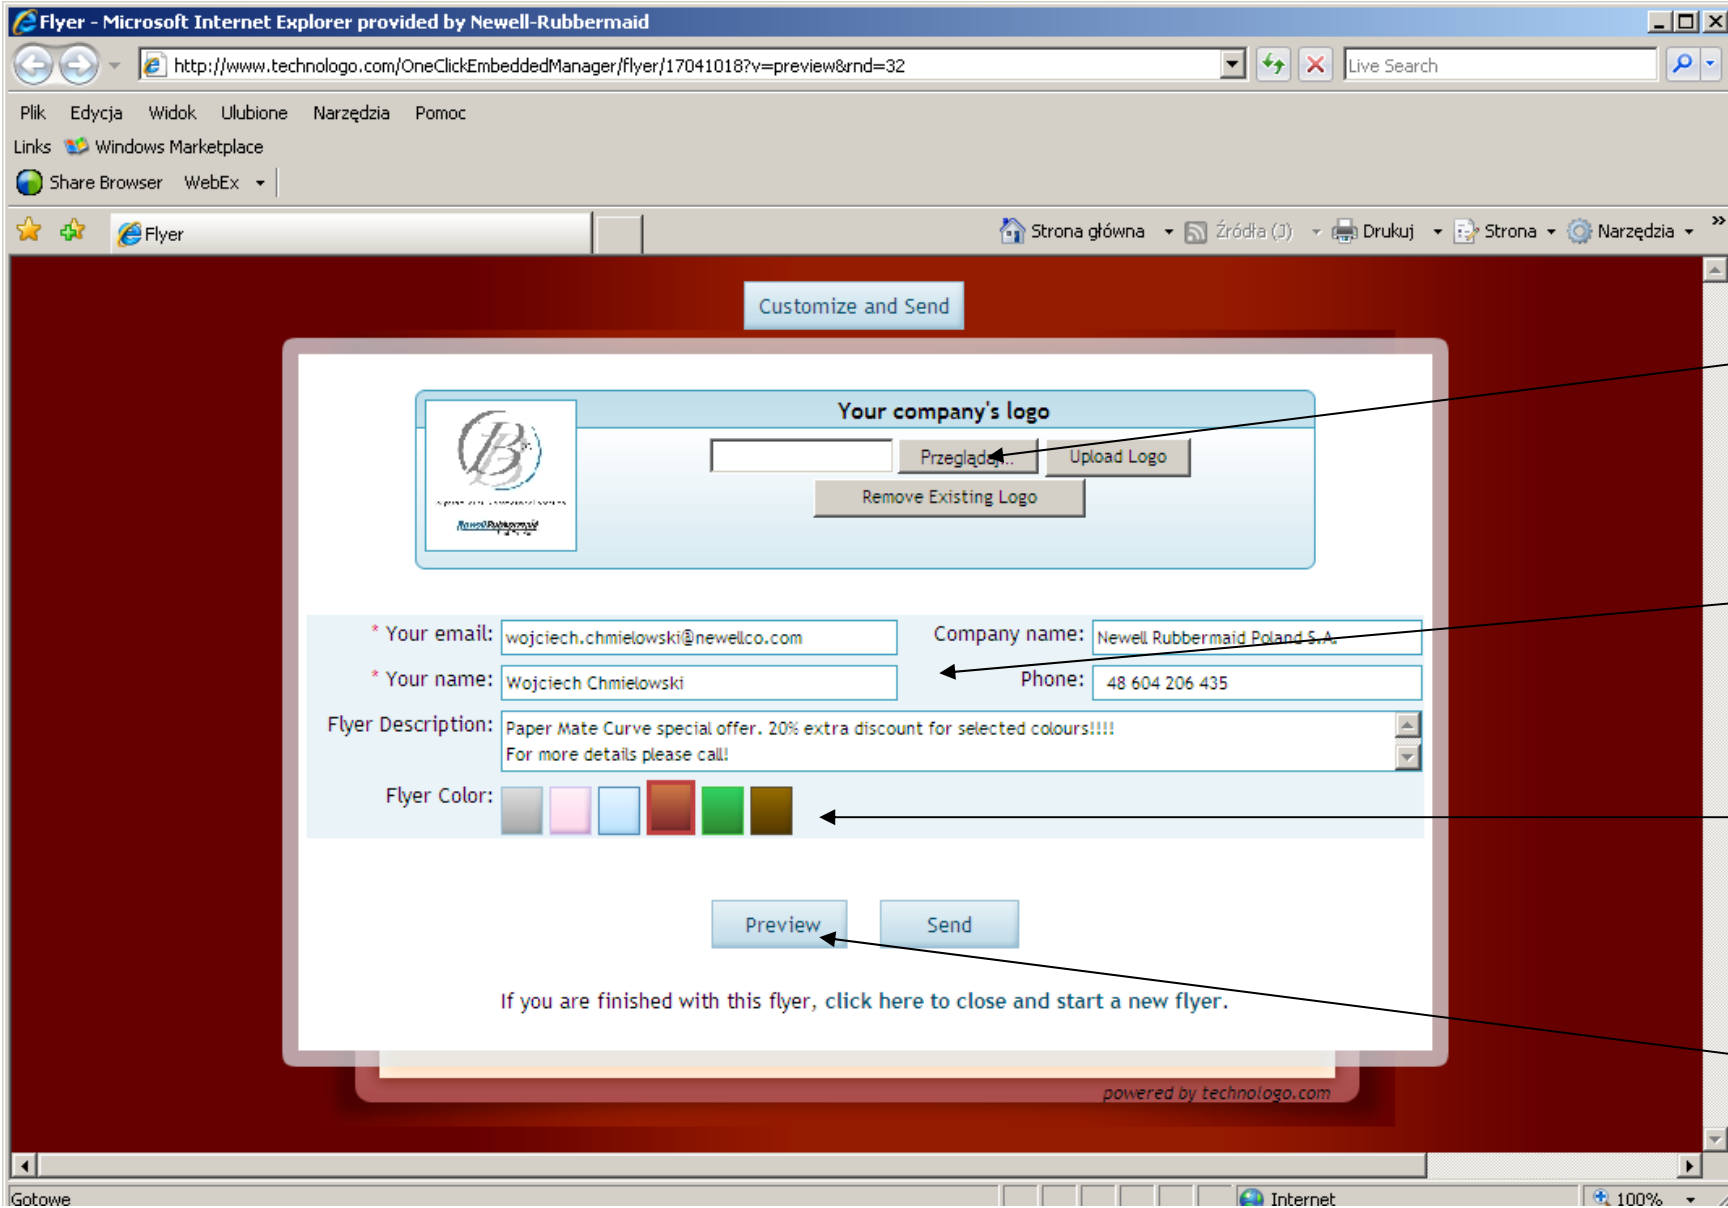 Flyer - Microsoft Internet Explorer provided by Newell-Rubbermaid
http://www.technologo.com/OneClickEmbeddedManager/flyer/17041018?v=preview&rnd=32
Live Search
Plik Edycja Widok Ulubione Narzędzia Pomoc
Links Windows Marketplace
Share Browser WebEx
Flyer
Strona główna Źródła (J) Drukuj Strona Narzędzia »
Customize and Send
Your company's logo
Przeglądaj... Upload Logo
Remove Existing Logo
NewellRubbermaid
* Your email: wojciech.chmielowski@newellco.com Company name: Newell Rubbermaid Poland S.A.
* Your name: Wojciech Chmielowski Phone: 48 604 206 435
Flyer Description: Paper Mate Curve special offer. 20% extra discount for selected colours!!!!
For more details please call!
Flyer Color:
Preview Send
If you are finished with this flyer, click here to close and start a new flyer.
powered by technologo.com
Gotowe Internet 100%